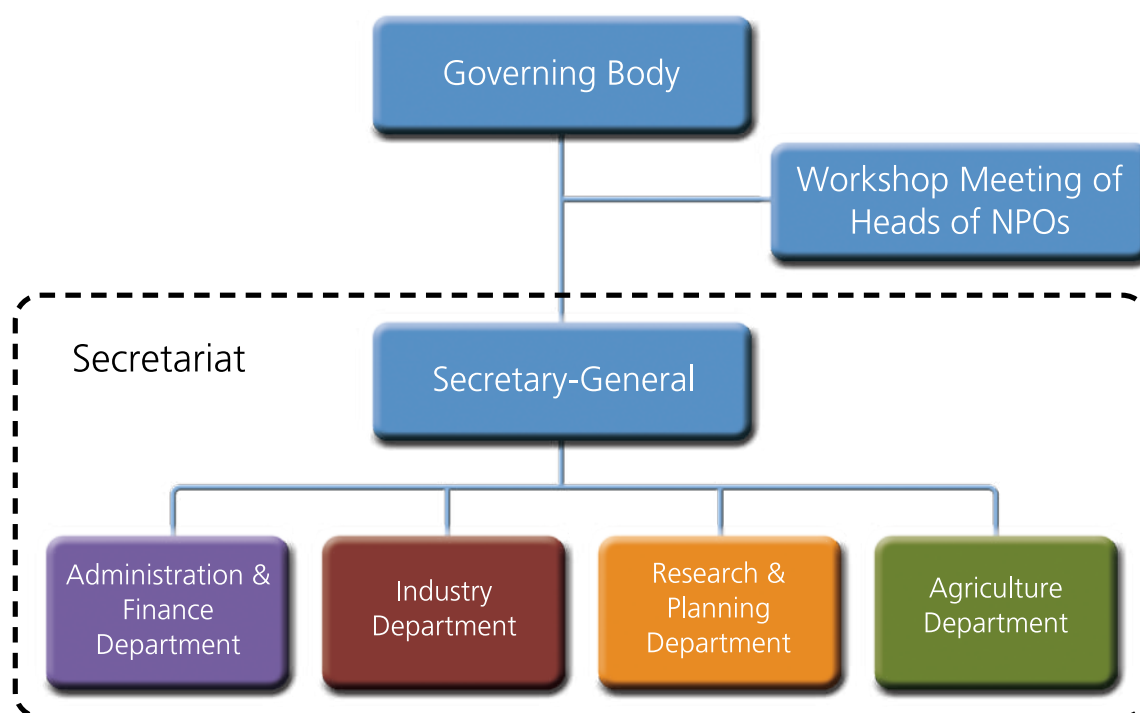 Governing Body
Workshop Meeting of
Heads of NPOs
Secretariat
Secretary-General
Administration &
Finance
Department
Industry
Department
Research &
Planning
Department
Agriculture
Department